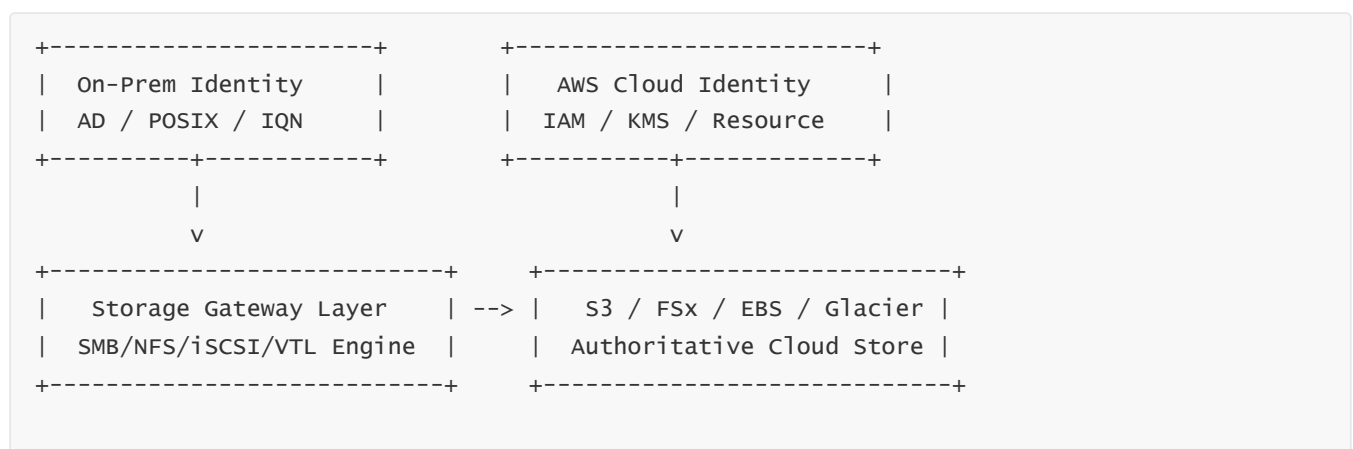 +-----------------------+        +-------------------------+
|  On-Prem Identity     |        |   AWS Cloud Identity     |
|  AD / POSIX / IQN     |        |  IAM / KMS / Resource    |
+----------+------------+        +-----------+-------------+
           |                                 |
           v                                 v
+----------------------------+     +-----------------------------+
|   Storage Gateway Layer    | --> |   S3 / FSx / EBS / Glacier |
|  SMB/NFS/iSCSI/VTL Engine  |     |  Authoritative Cloud Store |
+----------------------------+     +-----------------------------+